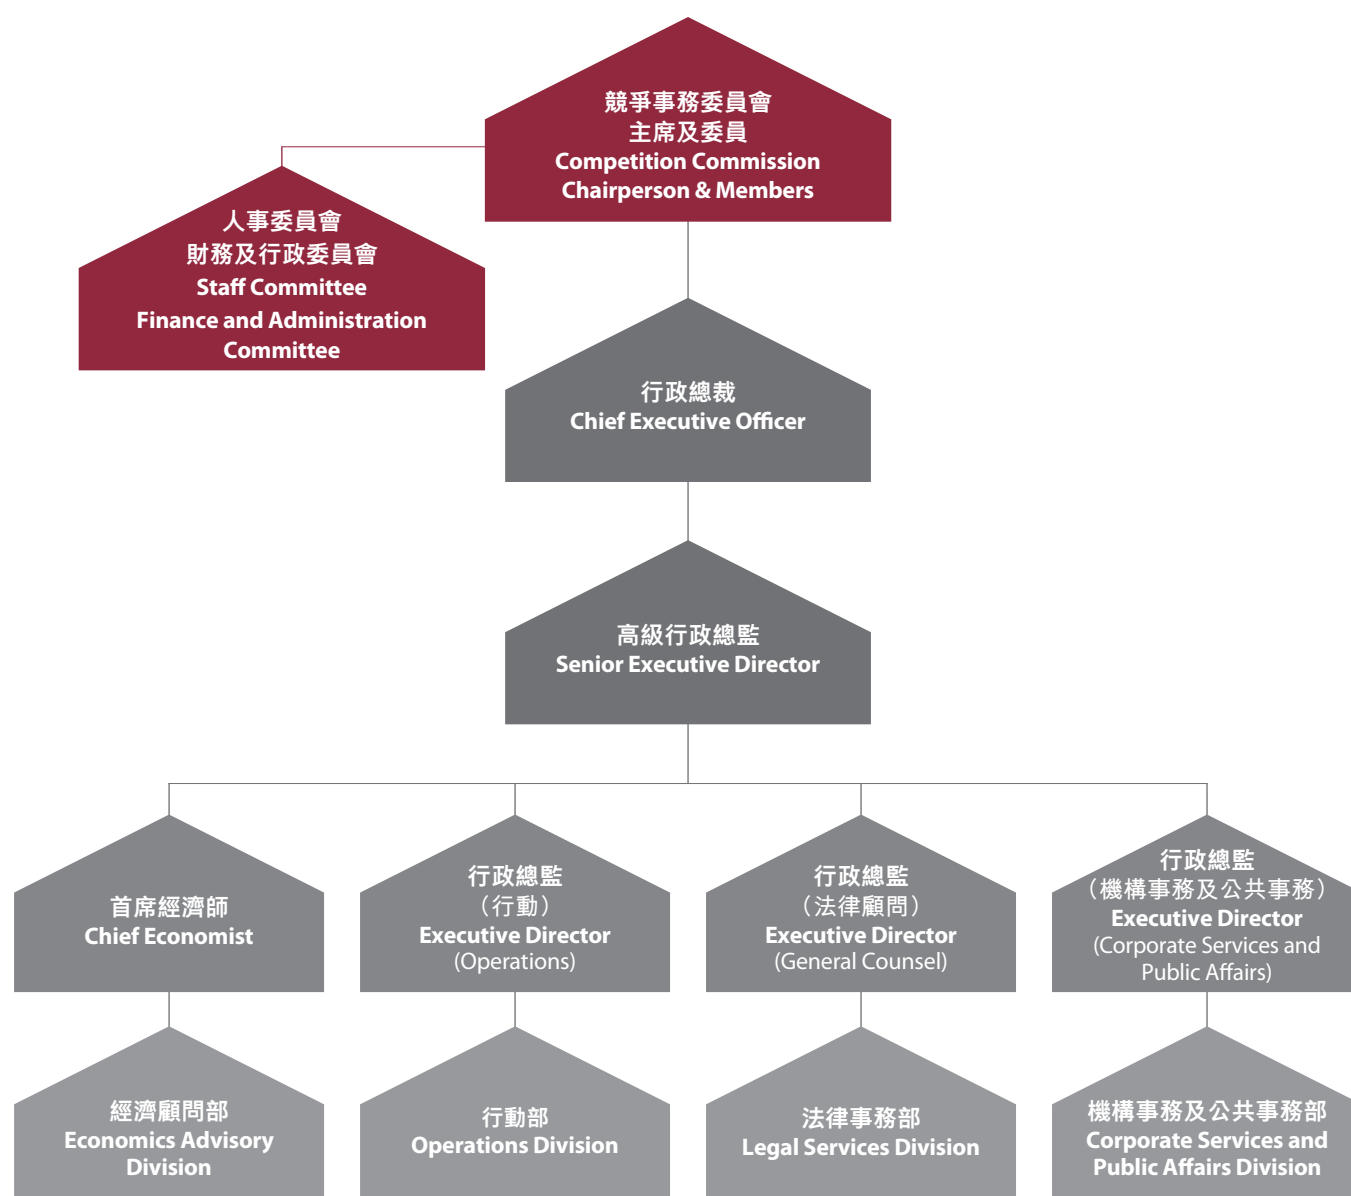 競爭事務委員會
主席及委員
Competition Commission
Chairperson & Members
人事委員會
財務及行政委員會
Staff Committee
Finance and Administration
Committee
行政總裁
Chief Executive Officer
高級行政總監
Senior Executive Director
首席經濟師
Chief Economist
行政總監
（行動）
Executive Director
(Operations)
行政總監
（法律顧問）
Executive Director
(General Counsel)
行政總監
（機構事務及公共事務）
Executive Director
(Corporate Services and
Public Affairs)
經濟顧問部
Economics Advisory
Division
行動部
Operations Division
法律事務部
Legal Services Division
機構事務及公共事務部
Corporate Services and
Public Affairs Division